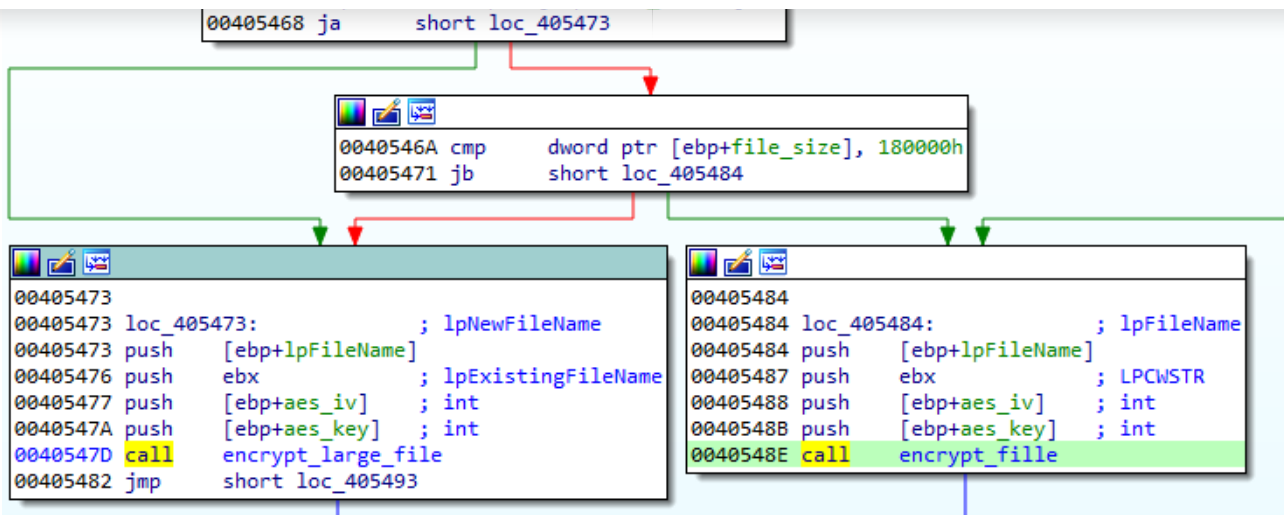 00405468 ja short loc_405473
0040546A cmp dword ptr [ebp+file_size], 180000h
00405471 jb short loc_405484
00405473
00405473 loc_405473: ; lpNewFileName
00405473 push [ebp+lpFileName]
00405476 push ebx ; lpExistingFileName
00405477 push [ebp+aes_iv] ; int
0040547A push [ebp+aes_key] ; int
0040547D call encrypt_large_file
00405482 jmp short loc_405493
00405484
00405484 loc_405484: ; lpFileName
00405484 push [ebp+lpFileName]
00405487 push ebx ; LPCWSTR
00405488 push [ebp+aes_iv] ; int
0040548B push [ebp+aes_key] ; int
0040548E call encrypt_fille